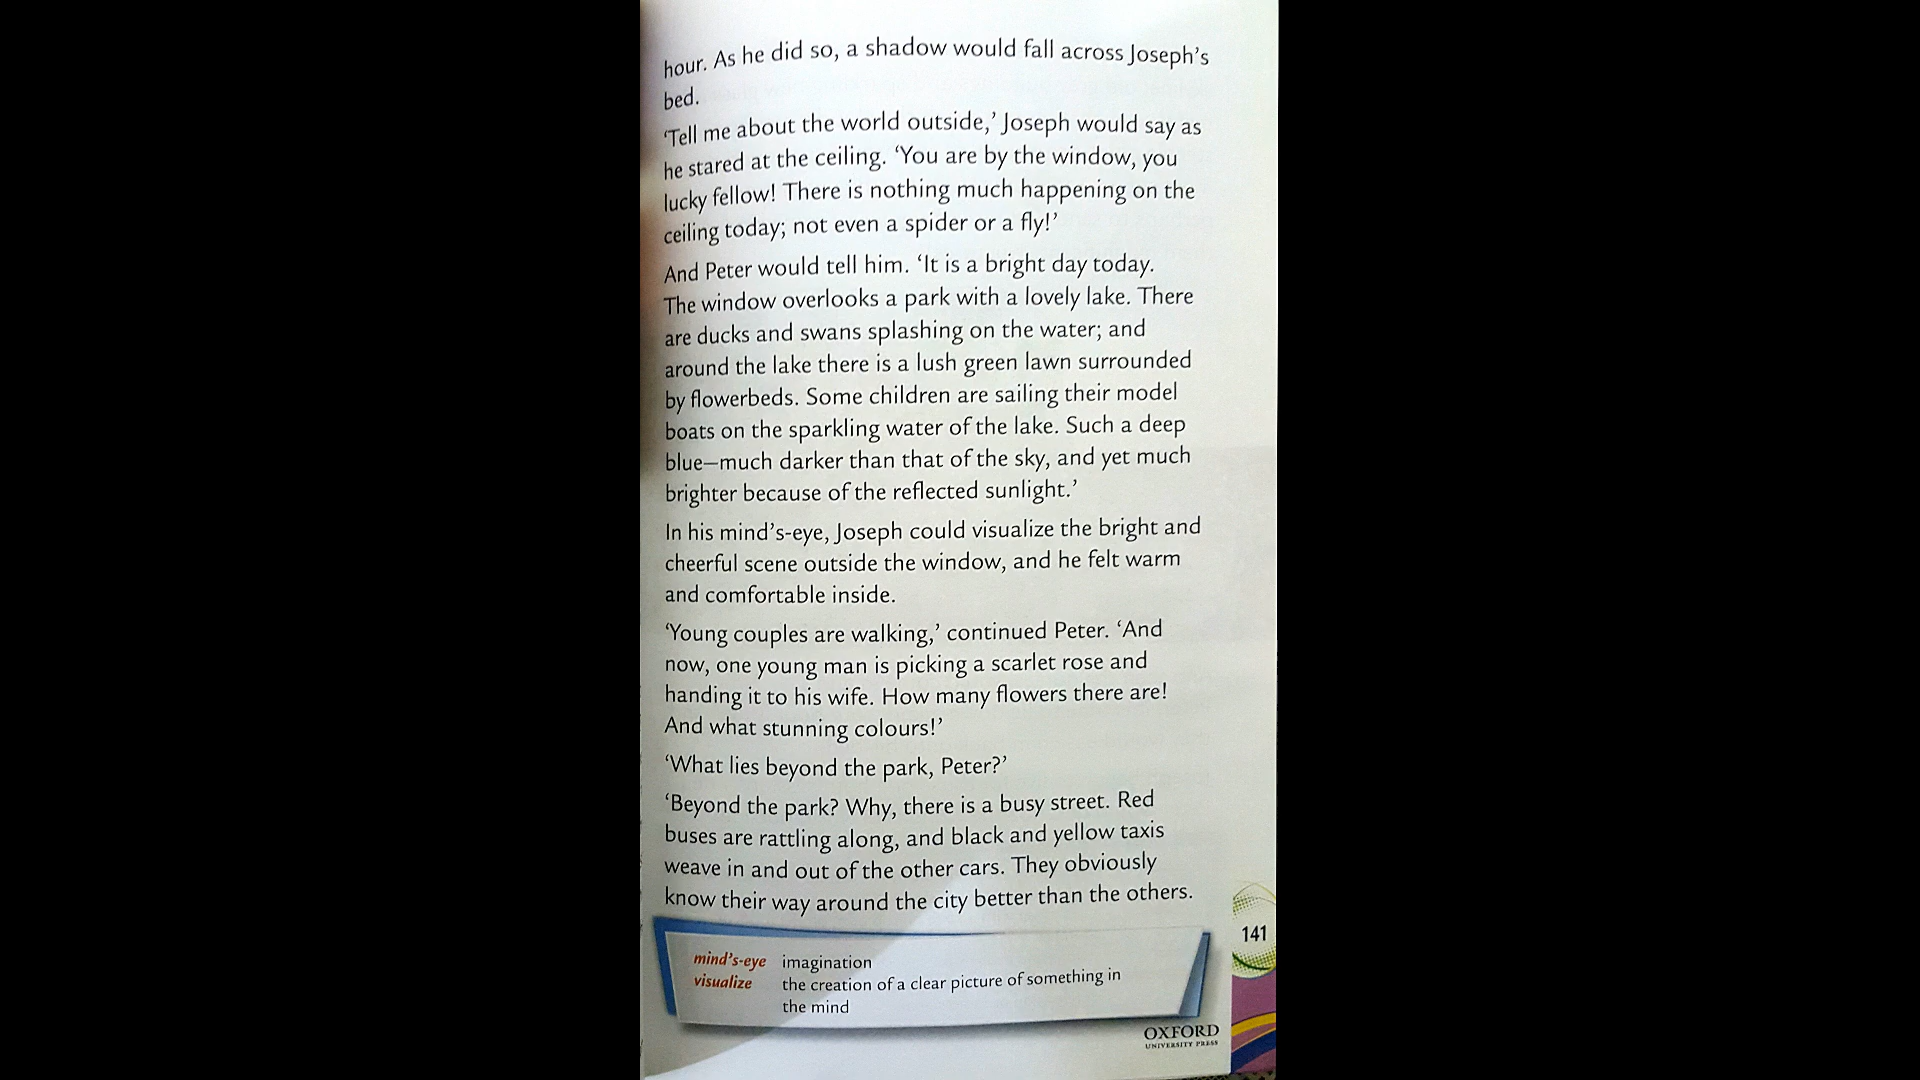 hour. As he did so, a shadow would fall across Joseph's
bed.
‘Tell me about the world outside,’ Joseph would say as
he stared at the ceiling. ‘You are by the window, you
lucky fellow! There is nothing much happening on the
ceiling today; not even a spider or a fly!’
And Peter would tell him. ‘It is a bright day today.
The window overlooks a park with a lovely lake. There
are ducks and swans splashing on the water; and
around the lake there is a lush green lawn surrounded
by flowerbeds. Some children are sailing their model
boats on the sparkling water of the lake. Such a deep
blue—much darker than that of the sky, and yet much
brighter because of the reflected sunlight.’
In his mind’s-eye, Joseph could visualize the bright and
cheerful scene outside the window, and he felt warm
and comfortable inside.
‘Young couples are walking,’ continued Peter. ‘And
now, one young man is picking a scarlet rose and
handing it to his wife. How many flowers there are!
And what stunning colours!’
‘What lies beyond the park, Peter?’
‘Beyond the park? Why, there is a busy street. Red
buses are rattling along, and black and yellow taxis
weave in and out of the other cars. They obviously
know their way around the city better than the others.
141
mind’s-eye imagination
visualize the creation of a clear picture of something in
the mind
OXFORD
UNIVERSITY PRESS